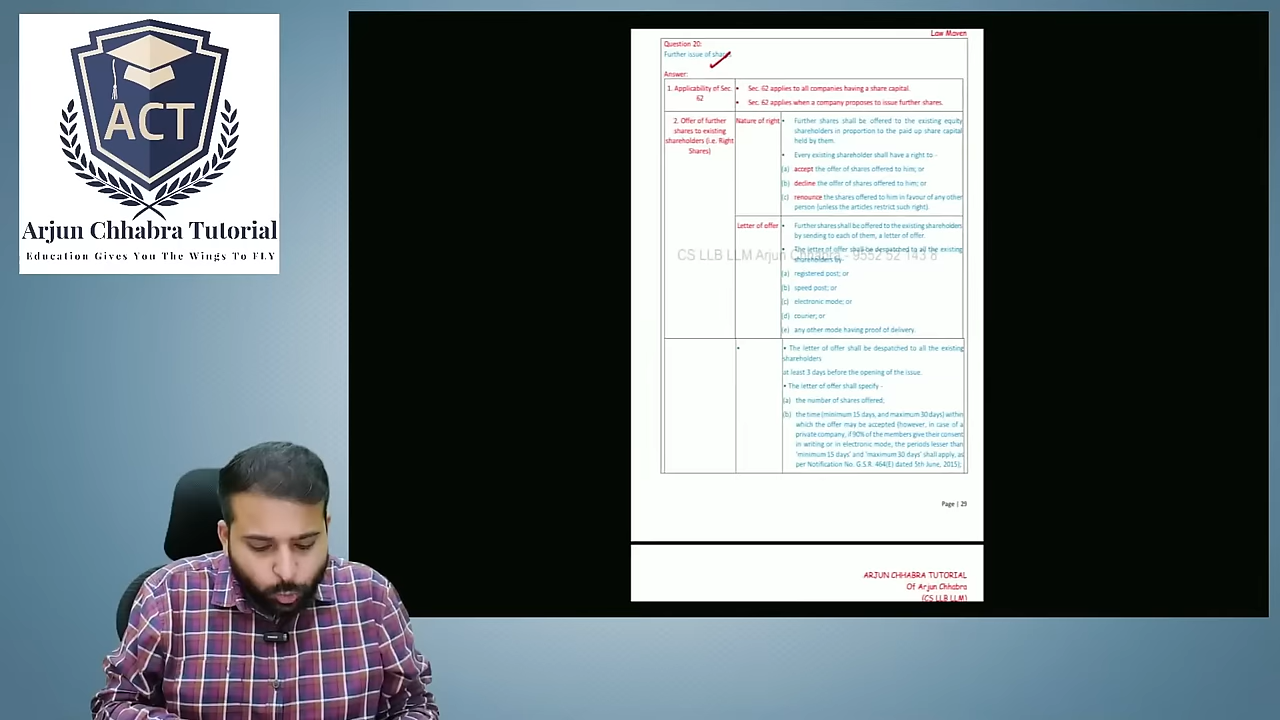 ACT
Arjun Chhabra Tutorial
Education Gives You The Wings To FLY
Law Maven
Question 20:
Further issue of shares
Answer:
1. Applicability of Sec. 62
• Sec. 62 applies to all companies having a share capital.
• Sec. 62 applies when a company proposes to issue further shares.
2. Offer of further
shares to existing
shareholders (i.e. Right
Shares)
Nature of right
• Further shares shall be offered to the existing equity
shareholders in proportion to the paid up share capital
held by them.
• Every existing shareholder shall have a right to -
(a) accept the offer of shares offered to him; or
(b) decline the offer of shares offered to him; or
(c) renounce the shares offered to him in favour of any other
person (unless the articles restrict such right).
Letter of offer
• Further shares shall be offered to the existing shareholders
by sending to each of them, a letter of offer.
• The letter of offer shall be despatched to all the existing
shareholders by-
CS LLB LLM Arjun Chhabra - 9552 52 143 8
(a) registered post; or
(b) speed post; or
(c) electronic mode; or
(d) courier; or
(e) any other mode having proof of delivery.
•
• The letter of offer shall be despatched to all the existing
shareholders
at least 3 days before the opening of the issue.
• The letter of offer shall specify -
(a) the number of shares offered;
(b) the time (minimum 15 days, and maximum 30 days) within
which the offer may be accepted (however, in case of a
private company, if 90% of the members give their consent
in writing or in electronic mode, the periods lesser than
'minimum 15 days' and 'maximum 30 days' shall apply, as
per Notification No. G.S.R. 464(E) dated 5th June, 2015);
Page | 29
ARJUN CHHABRA TUTORIAL
Of Arjun Chhabra
(CS LLB LLM)